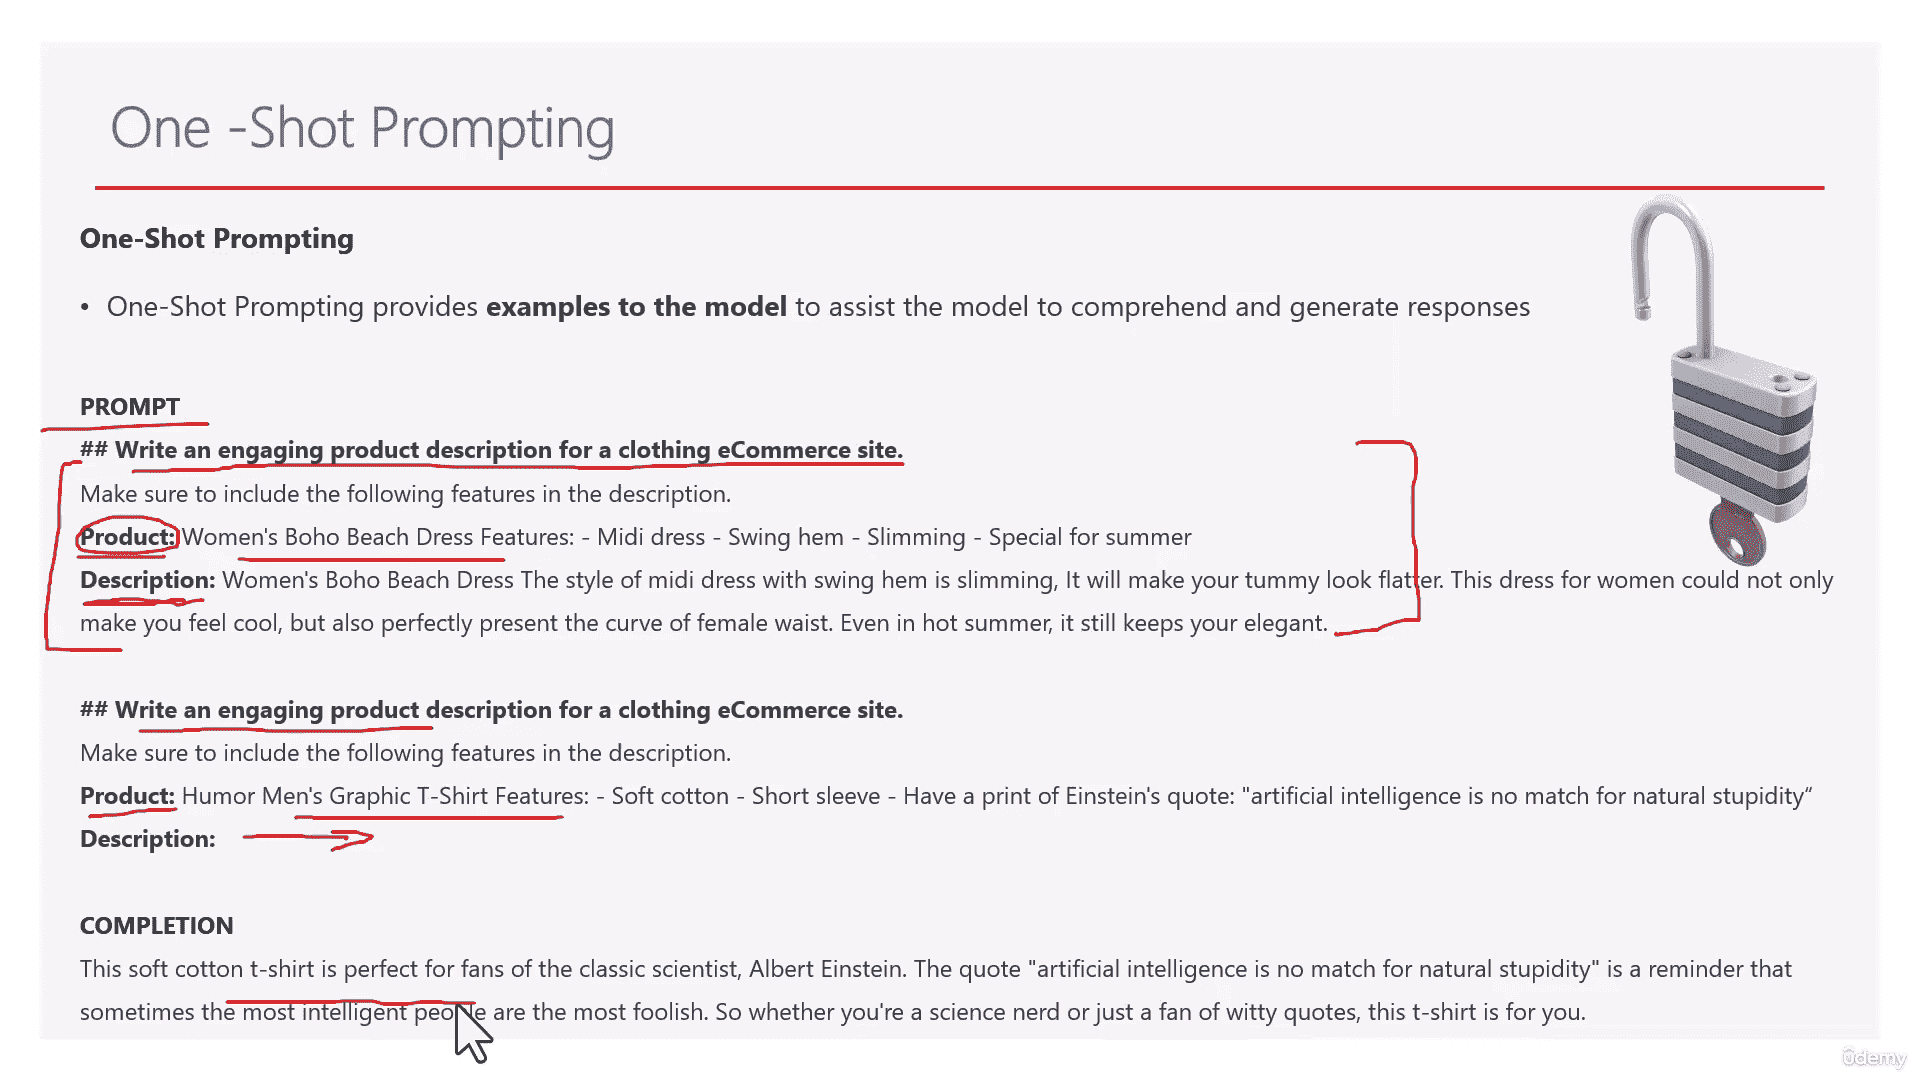 One -Shot Prompting
One-Shot Prompting
• One-Shot Prompting provides examples to the model to assist the model to comprehend and generate responses
PROMPT
## Write an engaging product description for a clothing eCommerce site.
Make sure to include the following features in the description.
Product: Women's Boho Beach Dress Features: - Midi dress - Swing hem - Slimming - Special for summer
Description: Women's Boho Beach Dress The style of midi dress with swing hem is slimming, It will make your tummy look flatter. This dress for women could not only
make you feel cool, but also perfectly present the curve of female waist. Even in hot summer, it still keeps your elegant.
## Write an engaging product description for a clothing eCommerce site.
Make sure to include the following features in the description.
Product: Humor Men's Graphic T-Shirt Features: - Soft cotton - Short sleeve - Have a print of Einstein's quote: "artificial intelligence is no match for natural stupidity“
Description:
COMPLETION
This soft cotton t-shirt is perfect for fans of the classic scientist, Albert Einstein. The quote "artificial intelligence is no match for natural stupidity" is a reminder that
sometimes the most intelligent people are the most foolish. So whether you're a science nerd or just a fan of witty quotes, this t-shirt is for you.
ûdemy